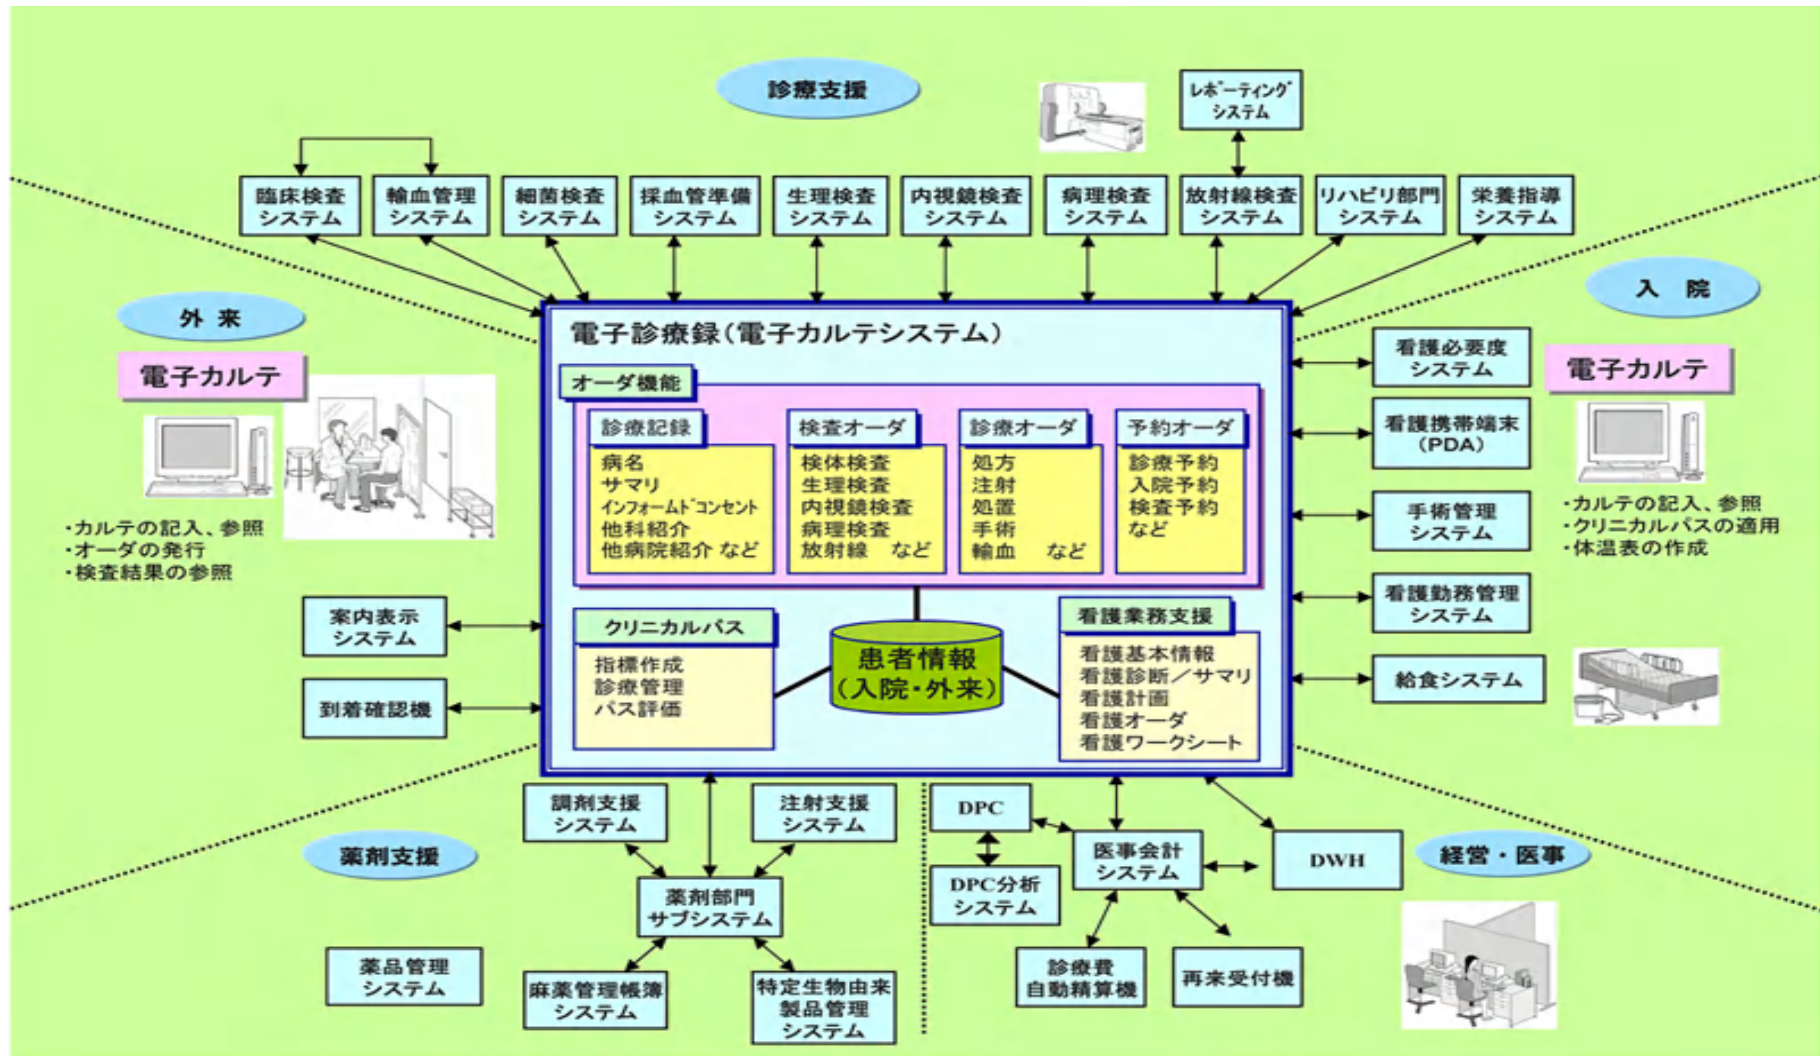 診療支援
レポーティング
システム
臨床検査
システム
輸血管理
システム
細菌検査
システム
採血管準備
システム
生理検査
システム
内視鏡検査
システム
病理検査
システム
放射線検査
システム
リハビリ部門
システム
栄養指導
システム
外 来
電子カルテ
・カルテの記入、参照
・オーダの発行
・検査結果の参照
案内表示
システム
到着確認機
電子診療録(電子カルテシステム)
オーダ機能
診療記録
病名
サマリ
インフォームドコンセント
他科紹介
他病院紹介 など
検査オーダ
検体検査
生理検査
内視鏡検査
病理検査
放射線 など
診療オーダ
処方
注射
処置
手術
輸血 など
予約オーダ
診療予約
入院予約
検査予約
など
クリニカルパス
指標作成
診療管理
パス評価
患者情報
(入院・外来)
看護業務支援
看護基本情報
看護診断/サマリ
看護計画
看護オーダ
看護ワークシート
入 院
電子カルテ
・カルテの記入、参照
・クリニカルパスの適用
・体温表の作成
看護必要度
システム
看護携帯端末
(PDA)
手術管理
システム
看護勤務管理
システム
給食システム
薬剤支援
調剤支援
システム
注射支援
システム
薬剤部門
サブシステム
薬品管理
システム
麻薬管理帳簿
システム
特定生物由来
製品管理
システム
経営・医事
DPC
DPC分析
システム
医事会計
システム
DWH
診療費
自動精算機
再来受付機